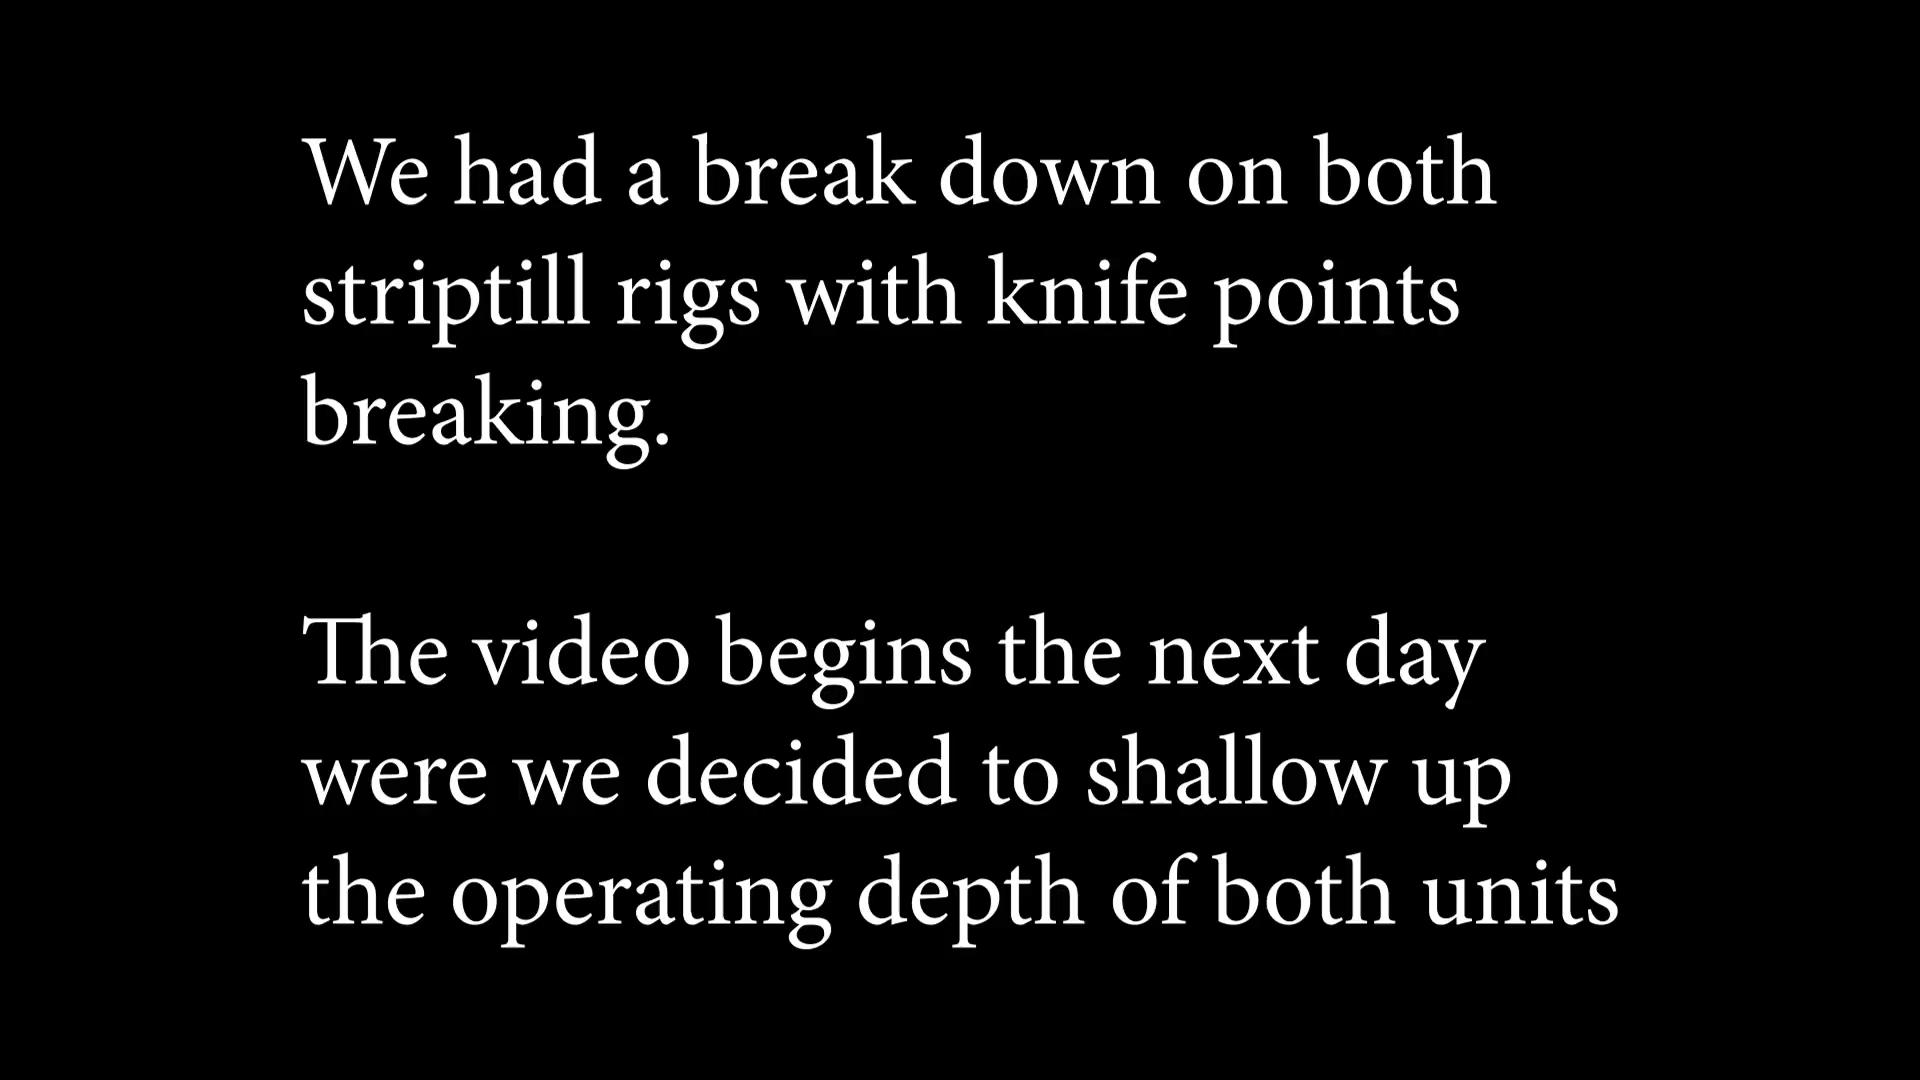 We had a break down on both
striptill rigs with knife points
breaking.
The video begins the next day
were we decided to shallow up
the operating depth of both units